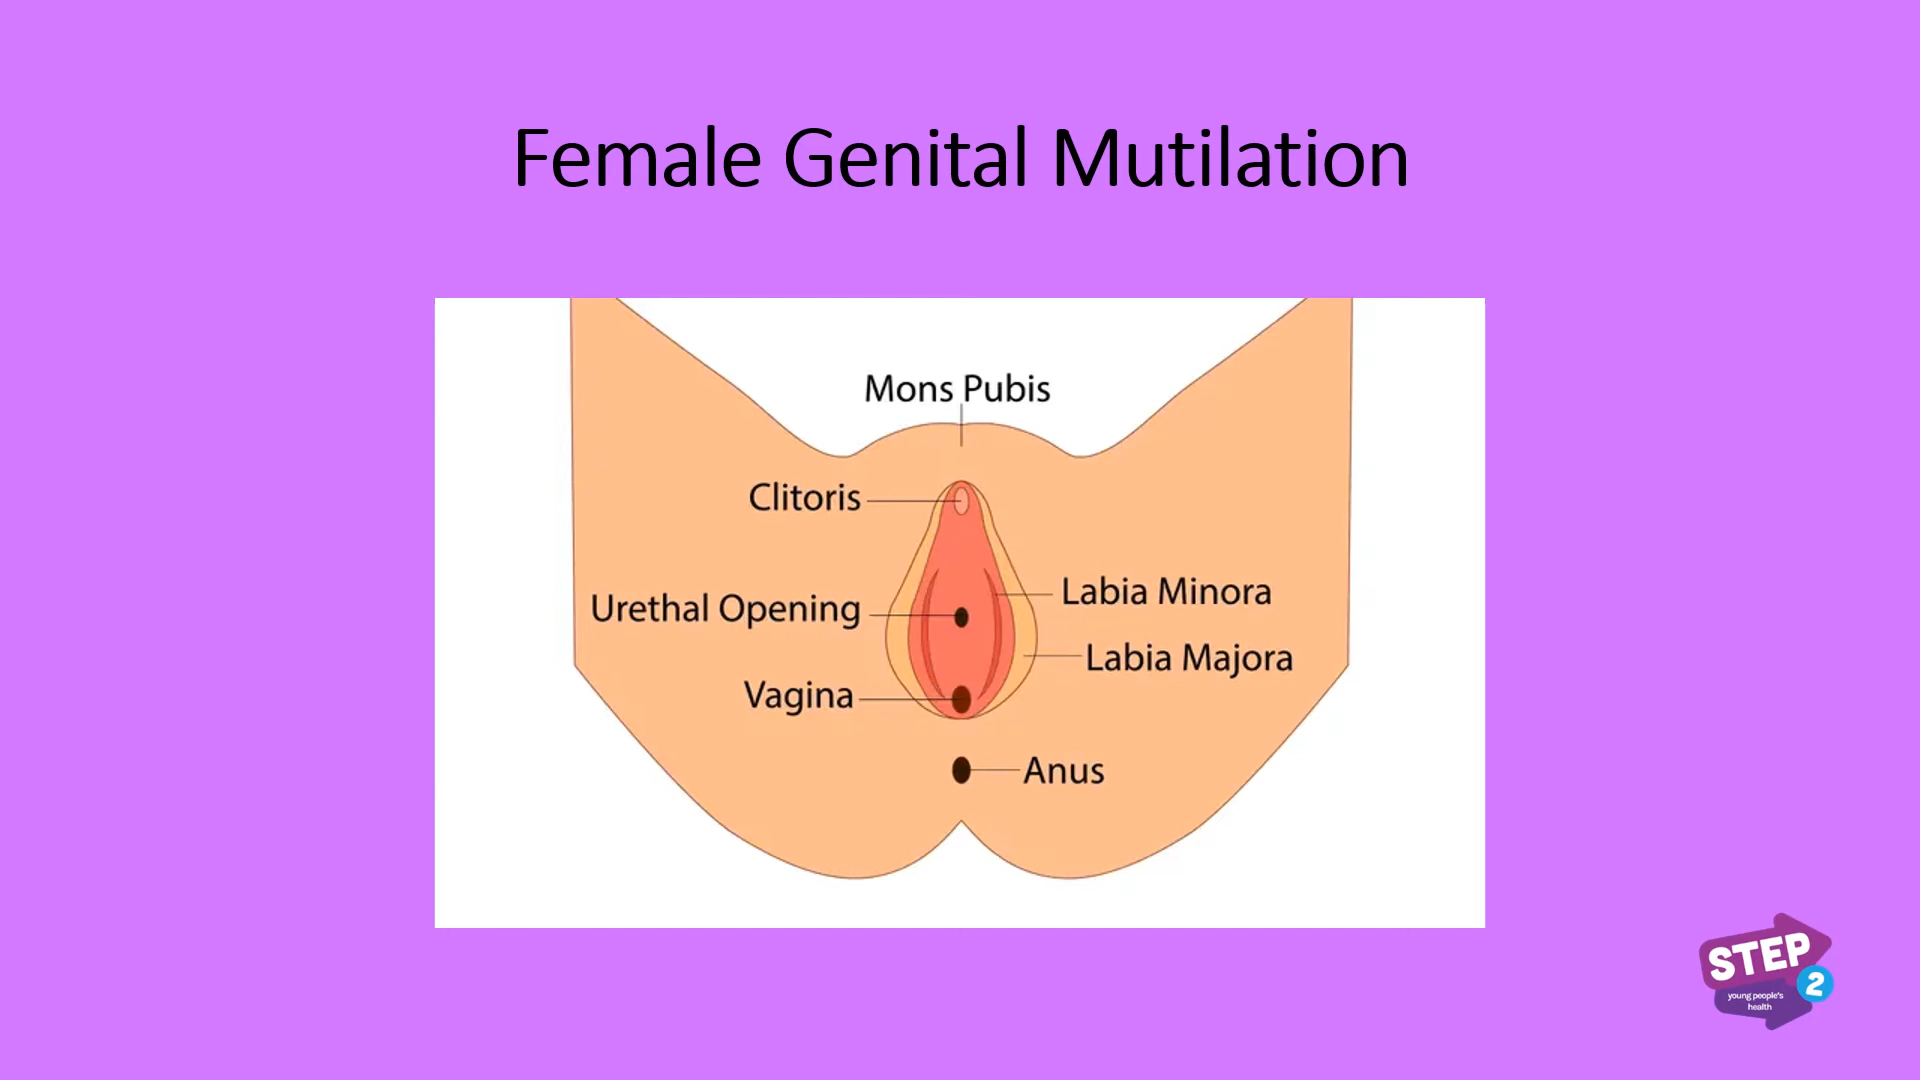 Female Genital Mutilation
Mons Pubis
Clitoris
Labia Minora
Urethal Opening
Labia Majora
Vagina
Anus
STEP
2
young people's
health